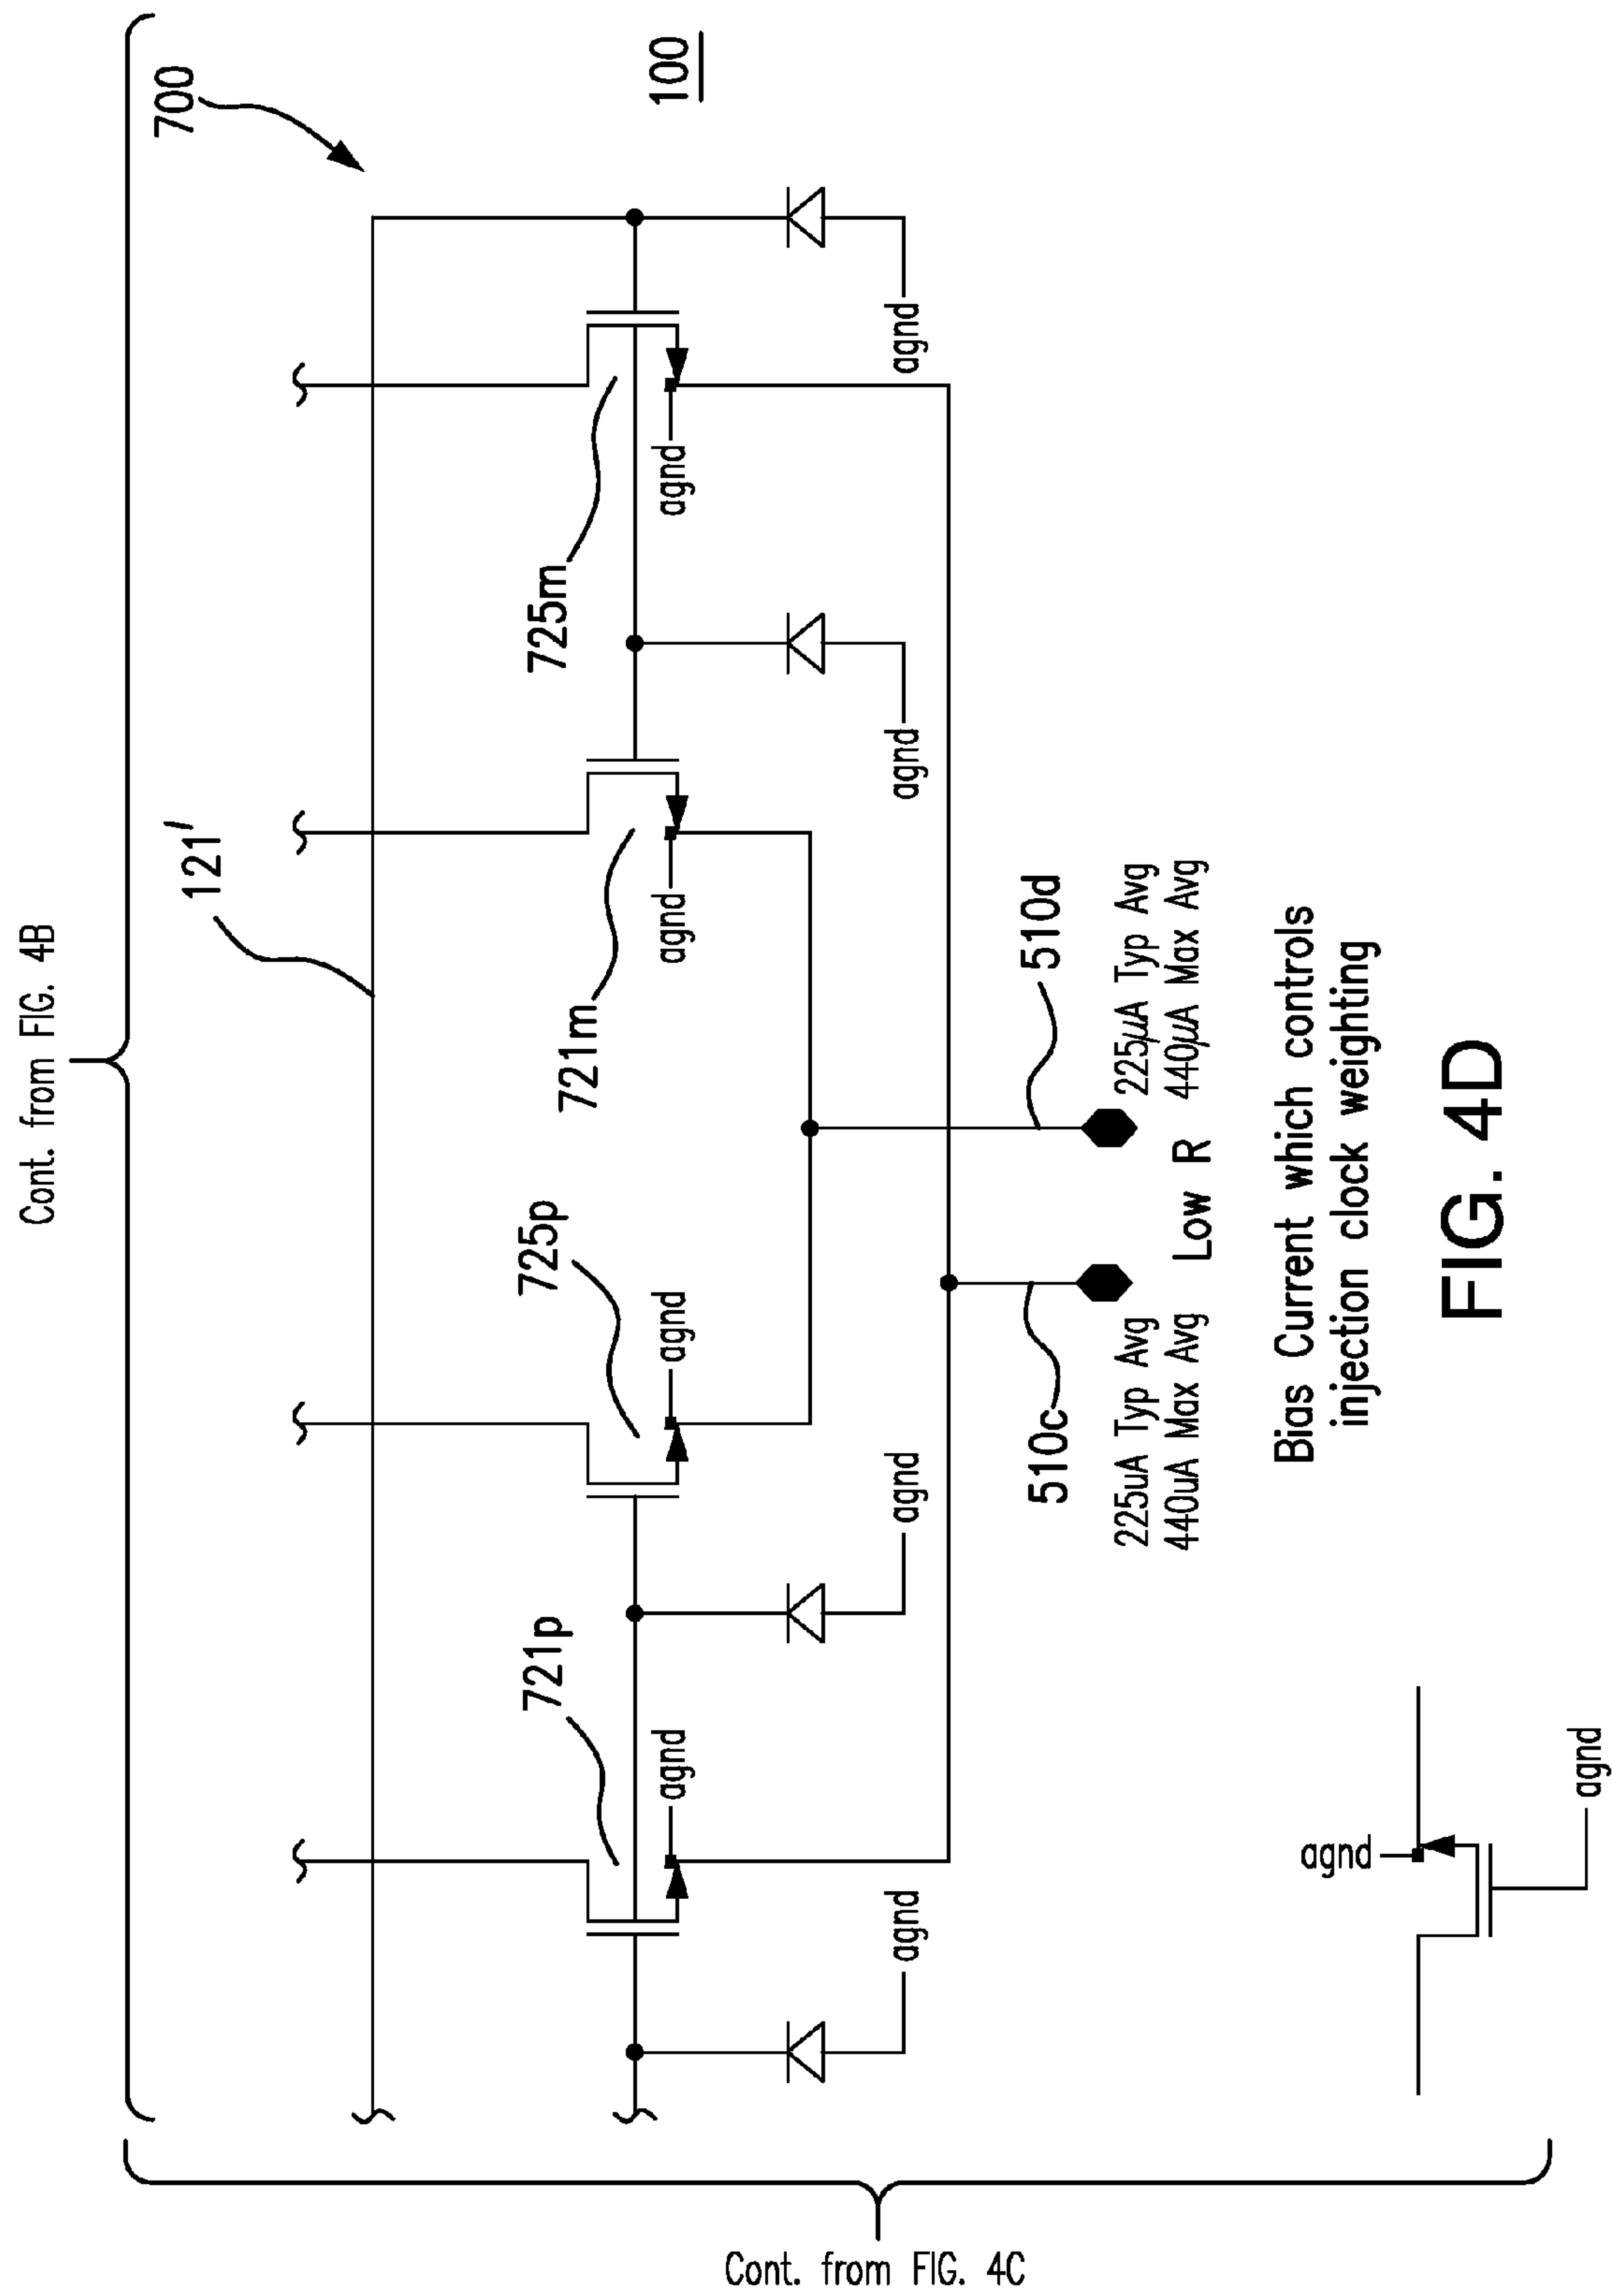 Cont. from FIG. 4B
700
100
121'
725m
agnd
agnd
721m
agnd
agnd
725p
agnd
agnd
721p
agnd
agnd
510d
225µA Typ Avg
440µA Max Avg
Low R
510c
225uA Typ Avg
440uA Max Avg
Bias Current which controls
injection clock weighting
agnd
agnd
FIG. 4D
Cont. from FIG. 4C